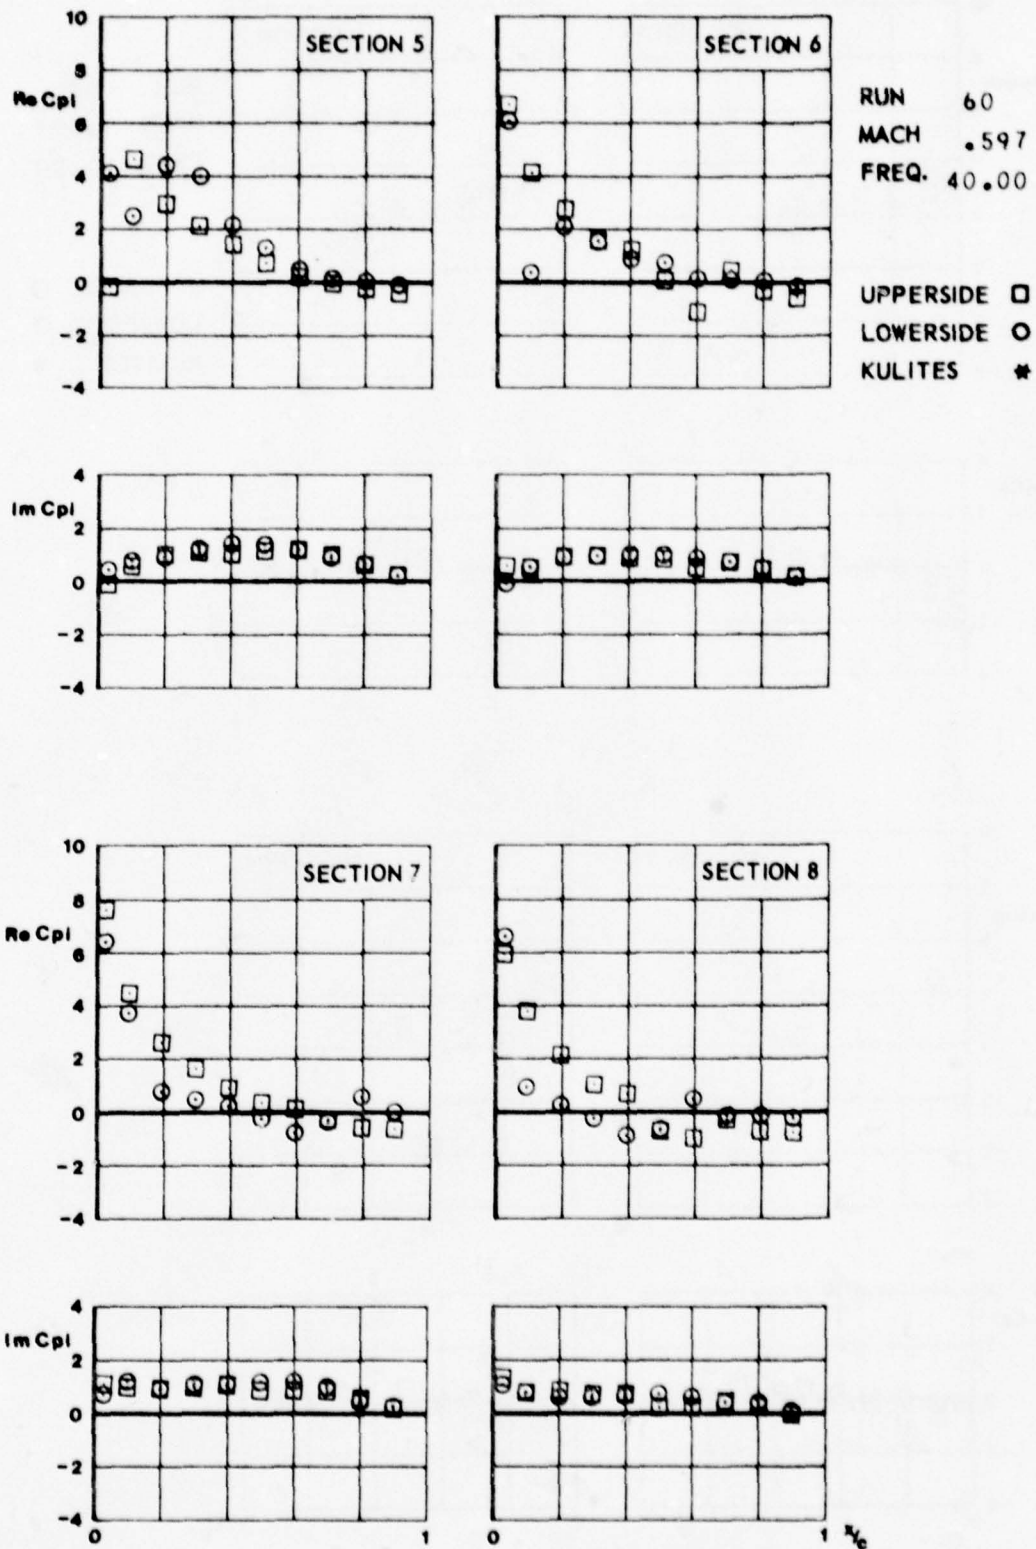 10
8
Re Cpi
6
4
2
0
-2
-4
SECTION 5
SECTION 6
RUN 60
MACH .597
FREQ. 40.00
UPPERSIDE
LOWERSIDE
KULITES
4
Im Cpi
2
0
-2
-4
10
8
Re Cpi
6
4
2
0
-2
-4
SECTION 7
SECTION 8
4
Im Cpi
2
0
-2
-4
0 1
0 1 x/c